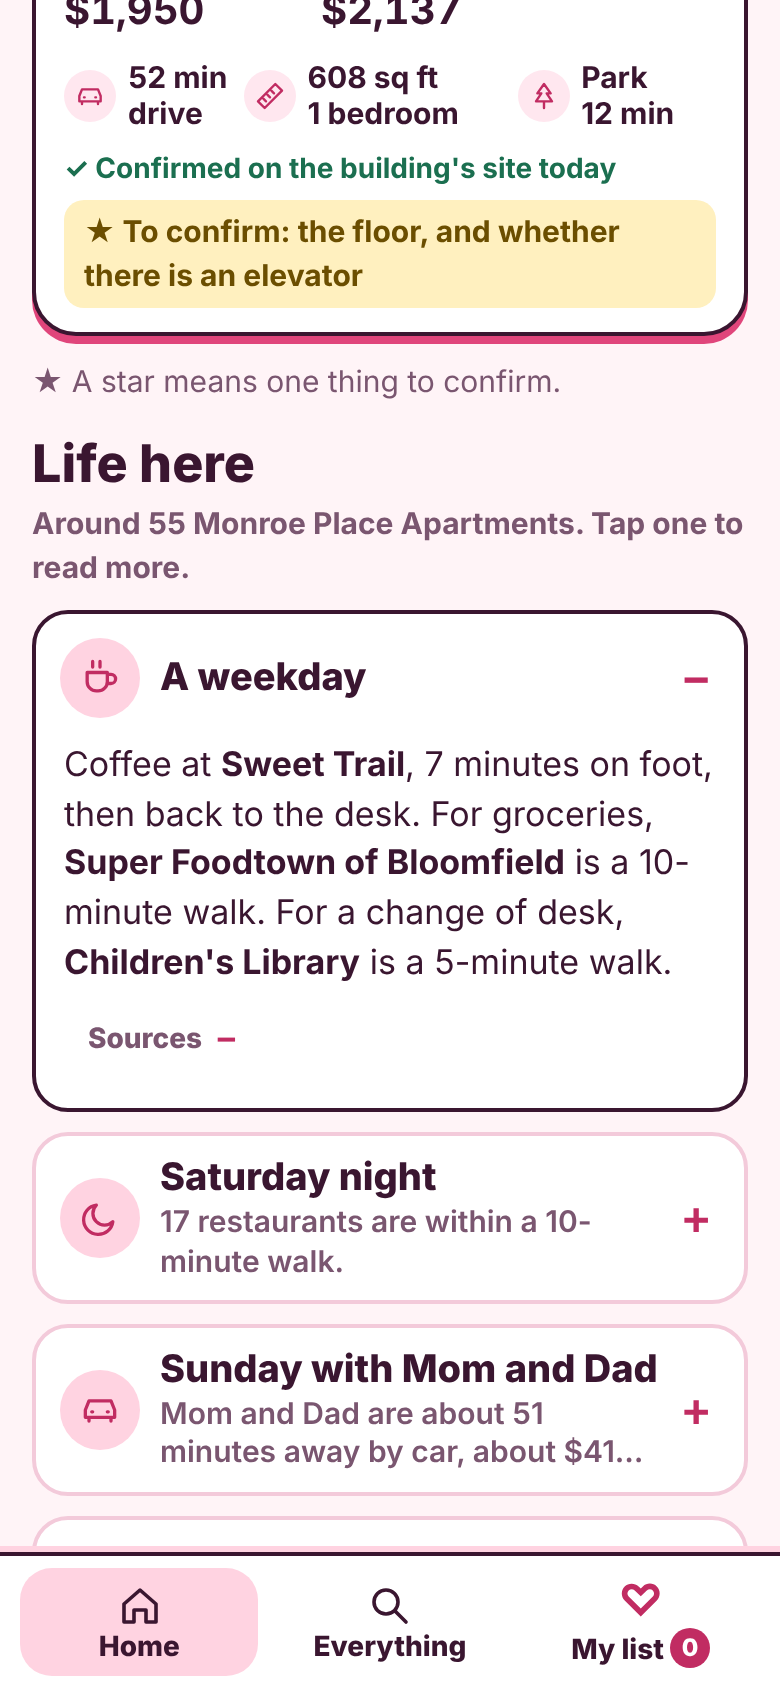 $1,950 $2,137
52 min
drive
608 sq ft
1 bedroom
Park
12 min
✓ Confirmed on the building's site today
★ To confirm: the floor, and whether
there is an elevator
★ A star means one thing to confirm.
Life here
Around 55 Monroe Place Apartments. Tap one to
read more.
A weekday −
Coffee at Sweet Trail, 7 minutes on foot,
then back to the desk. For groceries,
Super Foodtown of Bloomfield is a 10-
minute walk. For a change of desk,
Children's Library is a 5-minute walk.
Sources −
Saturday night
17 restaurants are within a 10-
minute walk.
+
Sunday with Mom and Dad
Mom and Dad are about 51
minutes away by car, about $41...
+
Home
Everything
My list 0